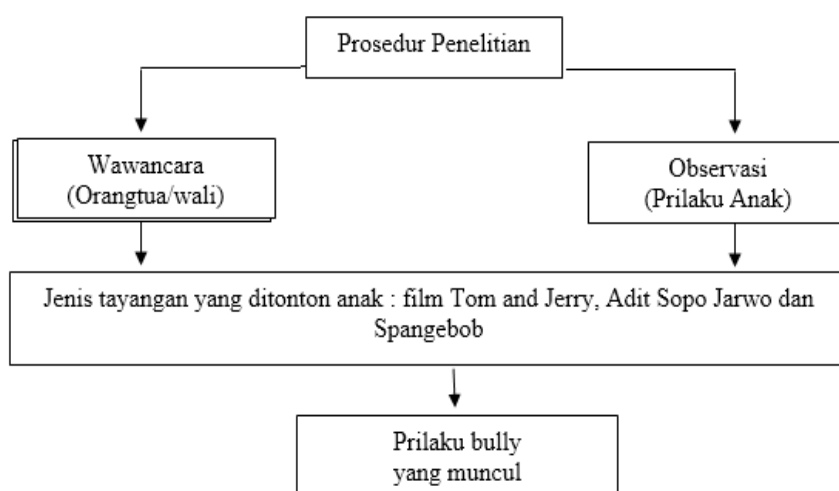 Prosedur Penelitian
Wawancara
(Orangtua/wali)
Observasi
(Prilaku Anak)
Jenis tayangan yang ditonton anak : film Tom and Jerry, Adit Sopo Jarwo dan
Spangebob
Prilaku bully
yang muncul